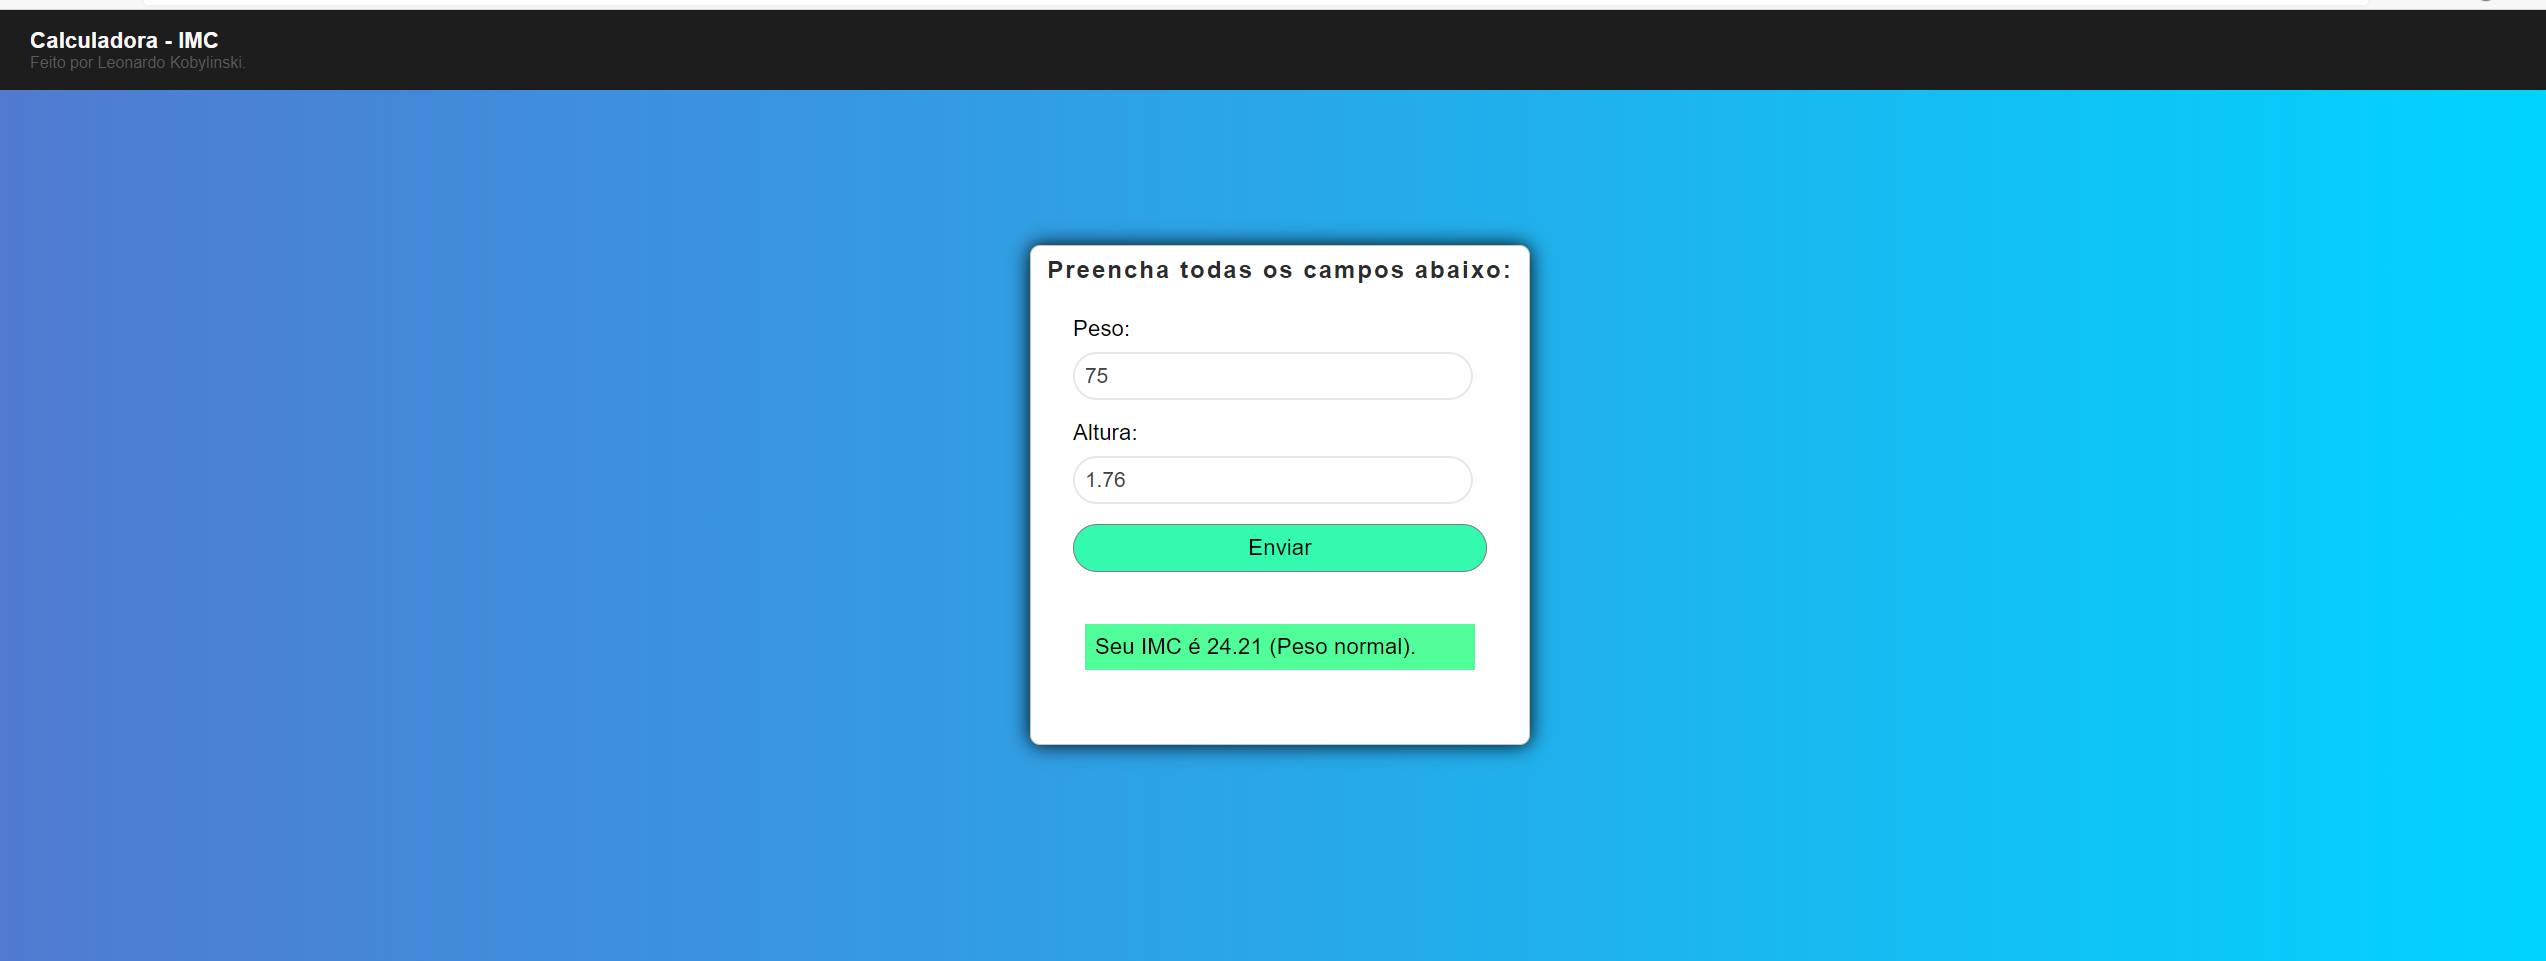 Calculadora - IMC
Feito por Leonardo Kobylinski.
Preencha todas os campos abaixo:
Peso:
75
Altura:
1.76
Enviar
Seu IMC é 24.21 (Peso normal).